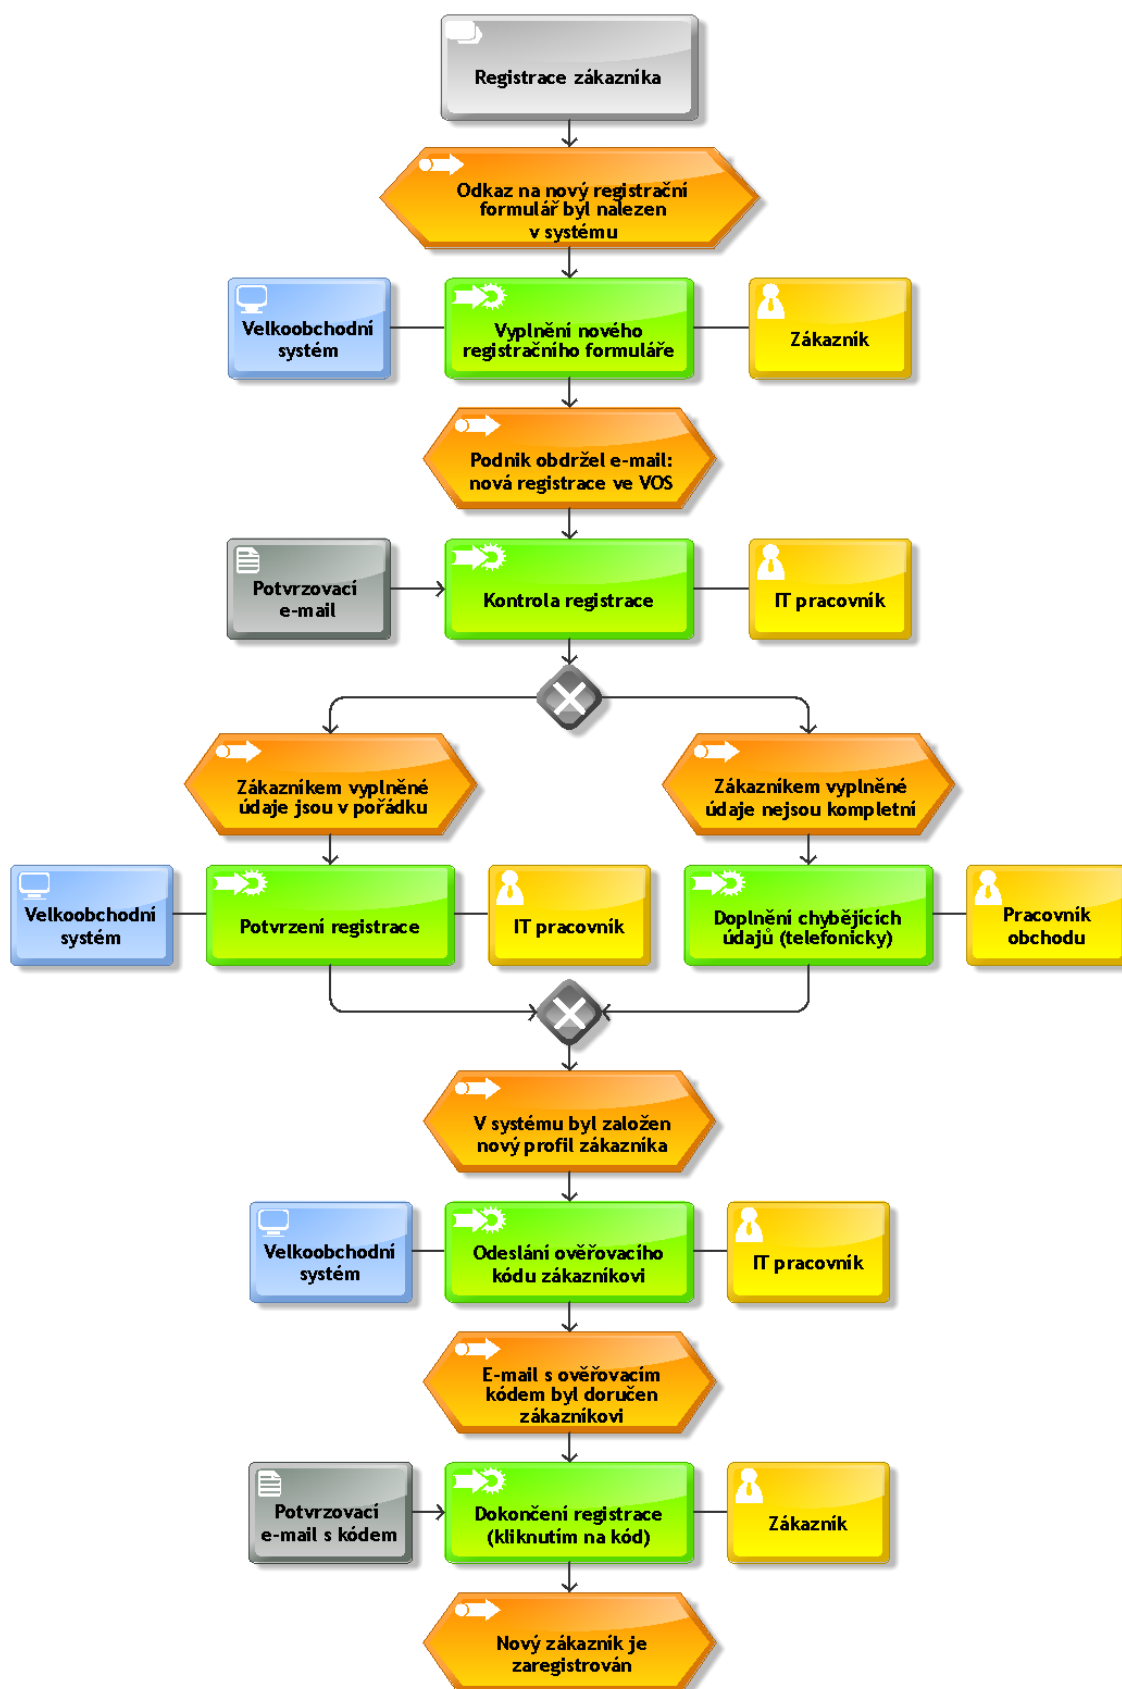 Registrace zákazníka
Odkaz na nový registrační
formulář byl nalezen
v systému
Velkoobchodní
systém
Vyplnění nového
registračního formuláře
Zákazník
Podnik obdržel e-mail:
nová registrace ve VOS
Potvrzovací
e-mail
Kontrola registrace
IT pracovník
Zákazníkem vyplněné
údaje jsou v pořádku
Zákazníkem vyplněné
údaje nejsou kompletní
Velkoobchodní
systém
Potvrzení registrace
IT pracovník
Doplnění chybějících
údajů (telefonicky)
Pracovník
obchodu
V systému byl založen
nový profil zákazníka
Velkoobchodní
systém
Odeslání ověřovacího
kódu zákazníkovi
IT pracovník
E-mail s ověřovacím
kódem byl doručen
zákazníkovi
Potvrzovací
e-mail s kódem
Dokončení registrace
(kliknutím na kód)
Zákazník
Nový zákazník je
zaregistrován